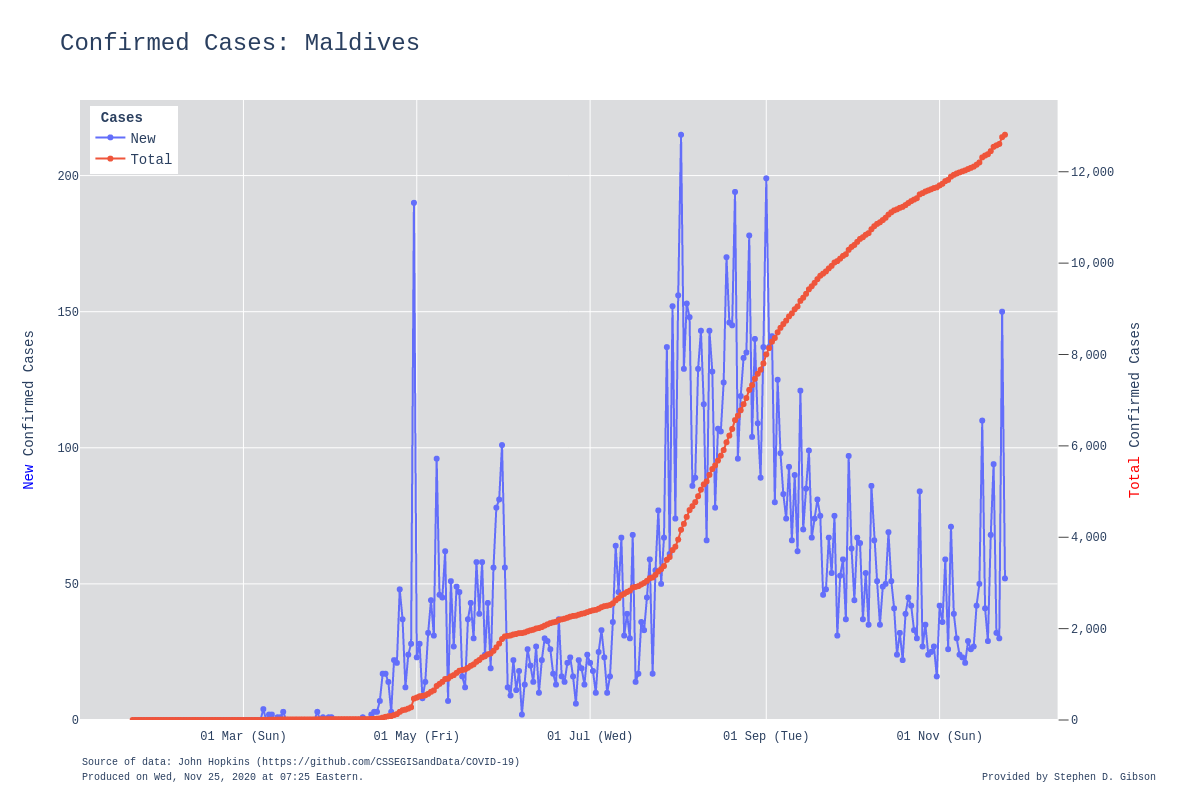 Confirmed Cases: Maldives
Cases
New
Total
200
150
100
50
0
12,000
10,000
8,000
6,000
4,000
2,000
0
New Confirmed Cases
Total Confirmed Cases
01 Mar (Sun)
01 May (Fri)
01 Jul (Wed)
01 Sep (Tue)
01 Nov (Sun)
Source of data: John Hopkins (https://github.com/CSSEGISandData/COVID-19)
Produced on Wed, Nov 25, 2020 at 07:25 Eastern.
Provided by Stephen D. Gibson